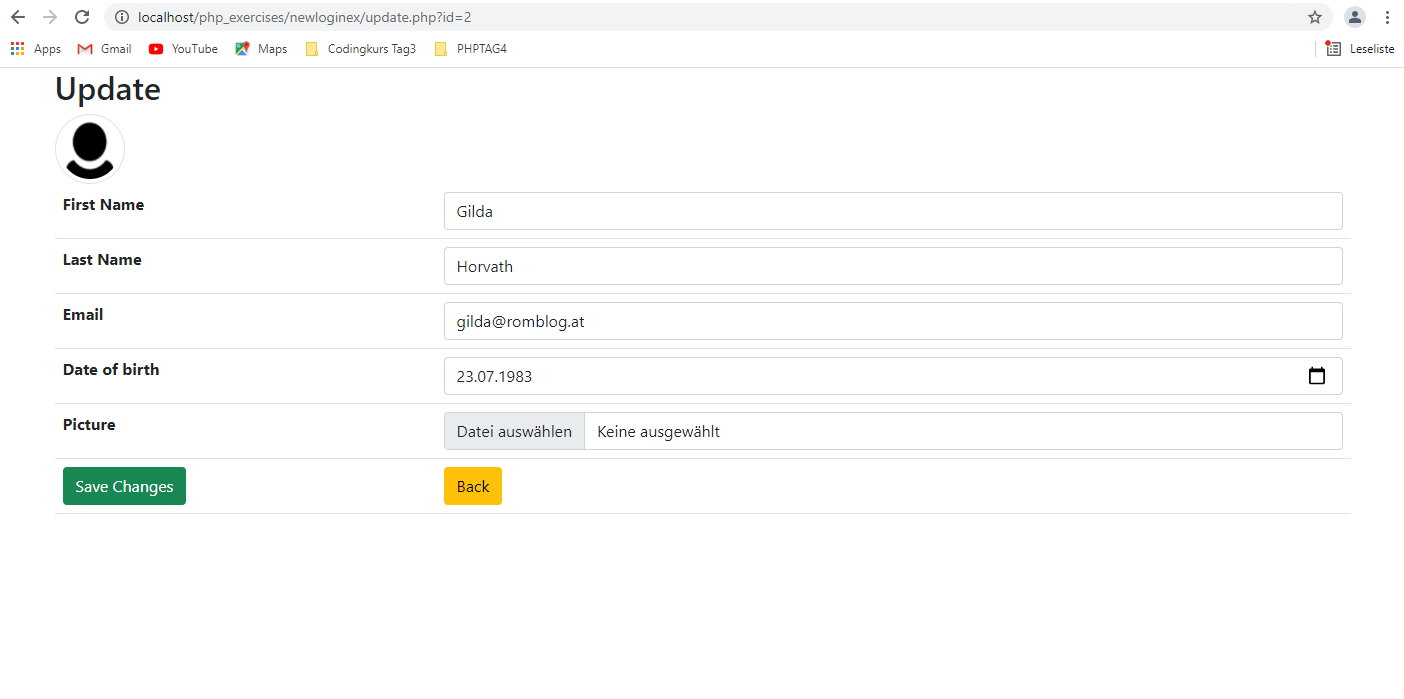 localhost/php_exercises/newloginex/update.php?id=2
Apps Gmail YouTube Maps Codingkurs Tag3 PHPTAG4 Leseliste
Update
First Name Gilda
Last Name Horvath
Email gilda@romblog.at
Date of birth 23.07.1983
Picture Datei auswählen Keine ausgewählt
Save Changes Back